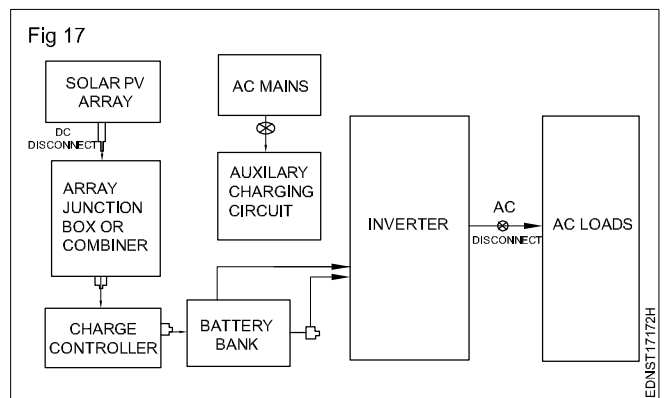 Fig 17
SOLAR PV
ARRAY
DC
DISCONNECT
ARRAY
JUNCTION
BOX OR
COMBINER
CHARGE
CONTROLLER
AC MAINS
AUXILARY
CHARGING
CIRCUIT
BATTERY
BANK
INVERTER
AC
DISCONNECT
AC LOADS
EDNST17172H